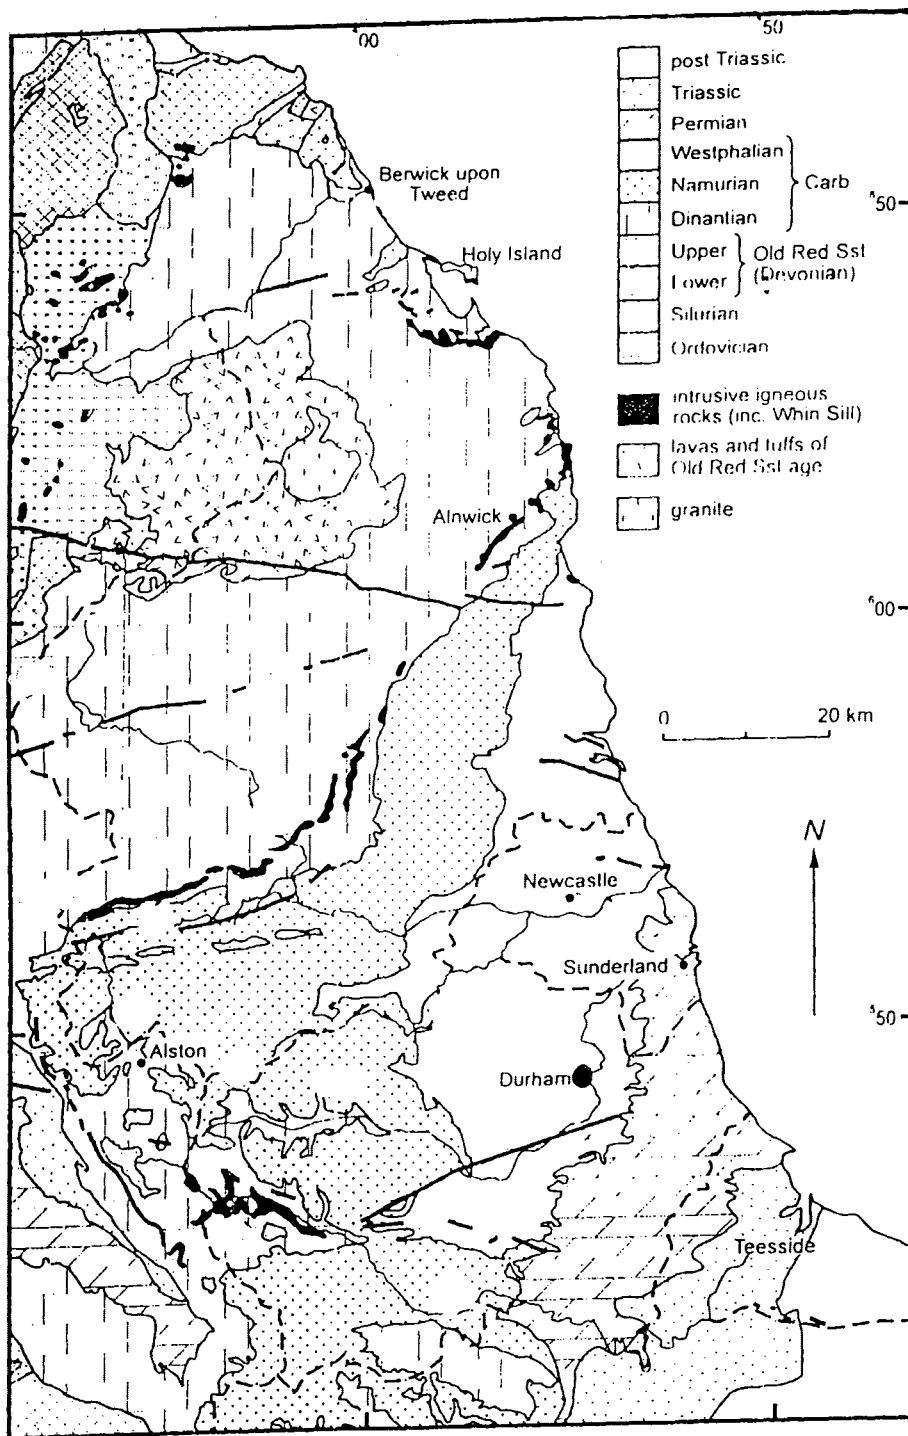 00
50
post Triassic
Triassic
Permian
Westphalian
Namurian
Carb
Dinantian
Upper
Lower
Old Red Sst
(Devonian)
Silurian
Ordovician
intrusive igneous
rocks (inc. Whin Sill)
lavas and tuffs of
Old Red Sst age
granite
Berwick upon
Tweed
50
Holy Island
Alnwick
00
0
20 km
N
Newcastle
Sunderland
50
Alston
Durham
Teesside